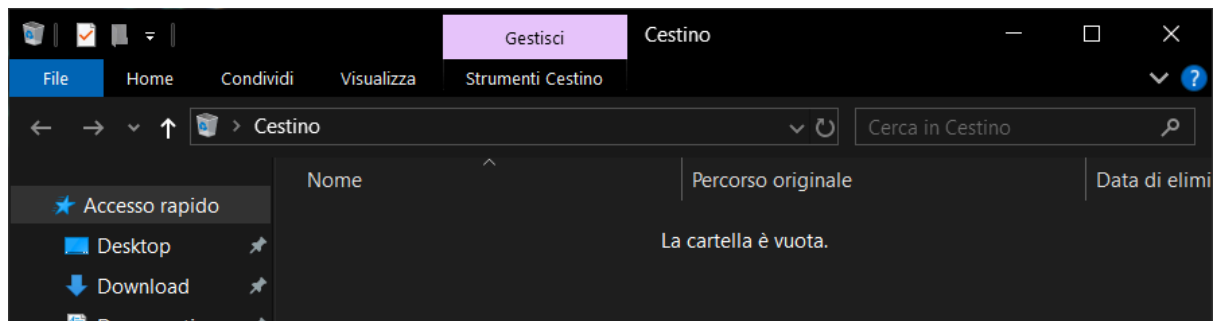 Gestisci Cestino
File Home Condividi Visualizza Strumenti Cestino
Cestino Cerca in Cestino
Nome Percorso originale Data di elimi
Accesso rapido
La cartella è vuota.
Desktop
Download